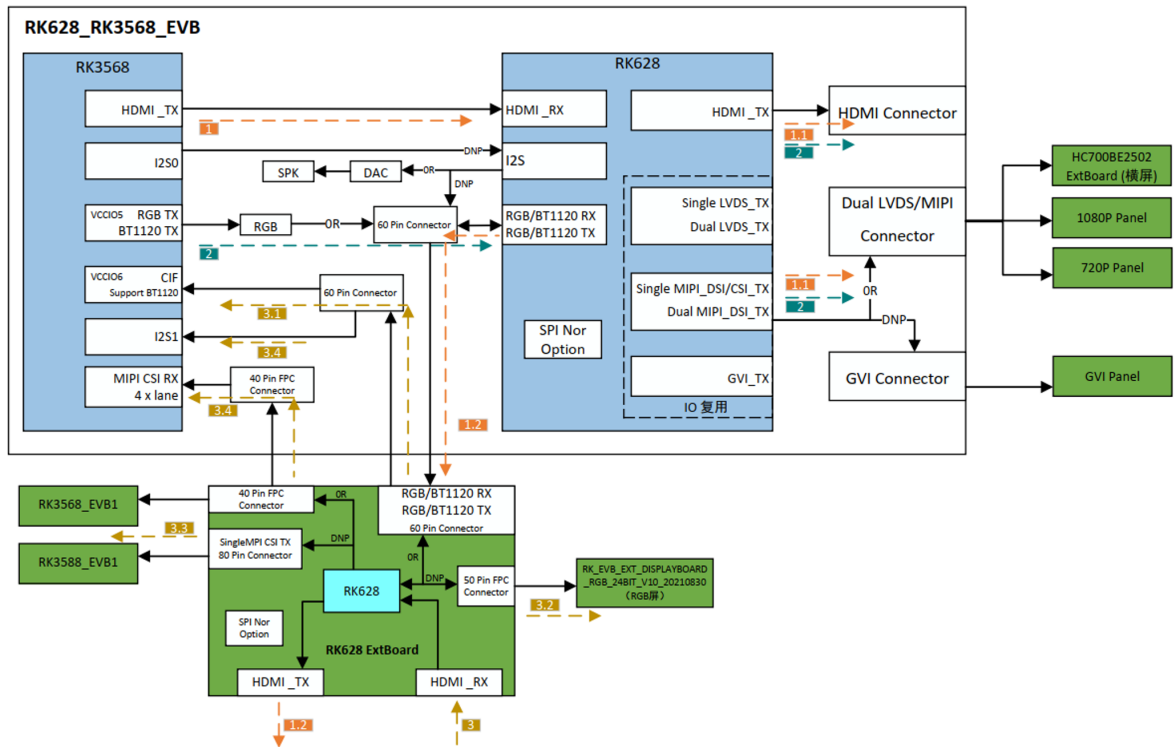 RK628_RK3568_EVB
RK3568
HDMI _TX
I2S0
VCCIO5
RGB TX
BT1120 TX
VCCIO6
CIF
Support BT1120
I2S1
MIPI CSI RX
4 x lane
1
DNP
SPK
DAC
0R
DNP
RGB
0R
60 Pin Connector
2
60 Pin Connector
3.1
3.4
40 Pin FPC
Connector
3.4
1.2
RK628
HDMI _RX
I2S
RGB/BT1120 RX
RGB/BT1120 TX
HDMI _TX
Single LVDS_TX
Dual LVDS_TX
Single MIPI_DSI/CSI_TX
Dual MIPI_DSI_TX
SPI Nor
Option
GVI_TX
IO 复用
1.1
2
HDMI Connector
Dual LVDS/MIPI
Connector
1.1
2
0R
DNP
GVI Connector
HC700BE2502
ExtBoard (横屏)
1080P Panel
720P Panel
GVI Panel
RK3568_EVB1
3.3
RK3588_EVB1
40 Pin FPC
Connector
0R
SingleMPI CSI TX
80 Pin Connector
DNP
RGB/BT1120 RX
RGB/BT1120 TX
60 Pin Connector
0R
DNP
RK628
50 Pin FPC
Connector
3.2
RK_EVB_EXT_DISPLAYBOARD
_RGB_24BIT_V10_20210830
（RGB屏）
SPI Nor
Option
RK628 ExtBoard
HDMI _TX
HDMI _RX
1.2
3